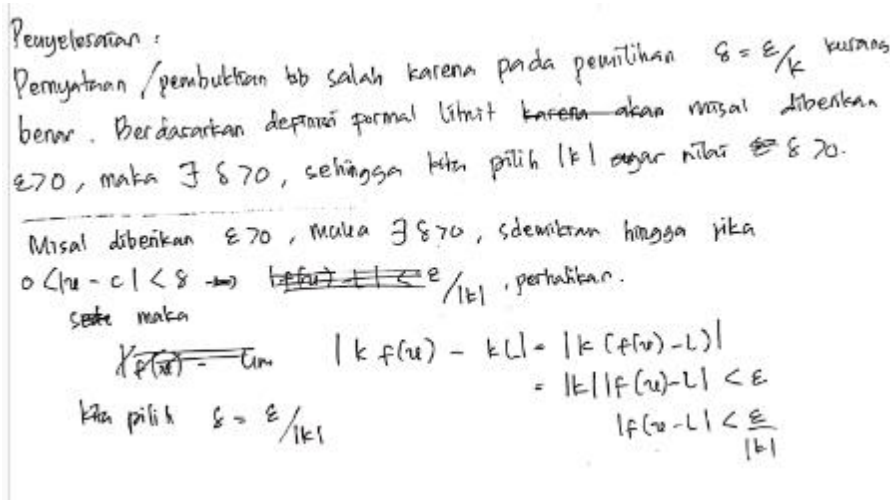 Penyelesaian :
Pernyataan / pembuktian bb salah karena pada pemilihan δ = ε/k kurang
benar. Berdasarkan definisi formal limit karena akan misal diberikan
ε>0, maka ∃ δ>0, sehingga kita pilih |k| agar nilai δ >0.
Misal diberikan ε>0, maka ∃ δ>0, sdemikian hingga jika
0<|x - c| < δ → ε/|k|, perhatikan.
maka
|k f(x) - kL| = |k (f(x)-L)|
= |k||f(x)-L| < ε
kita pilih δ = ε/|k|
|f(x-L| < ε/|k|